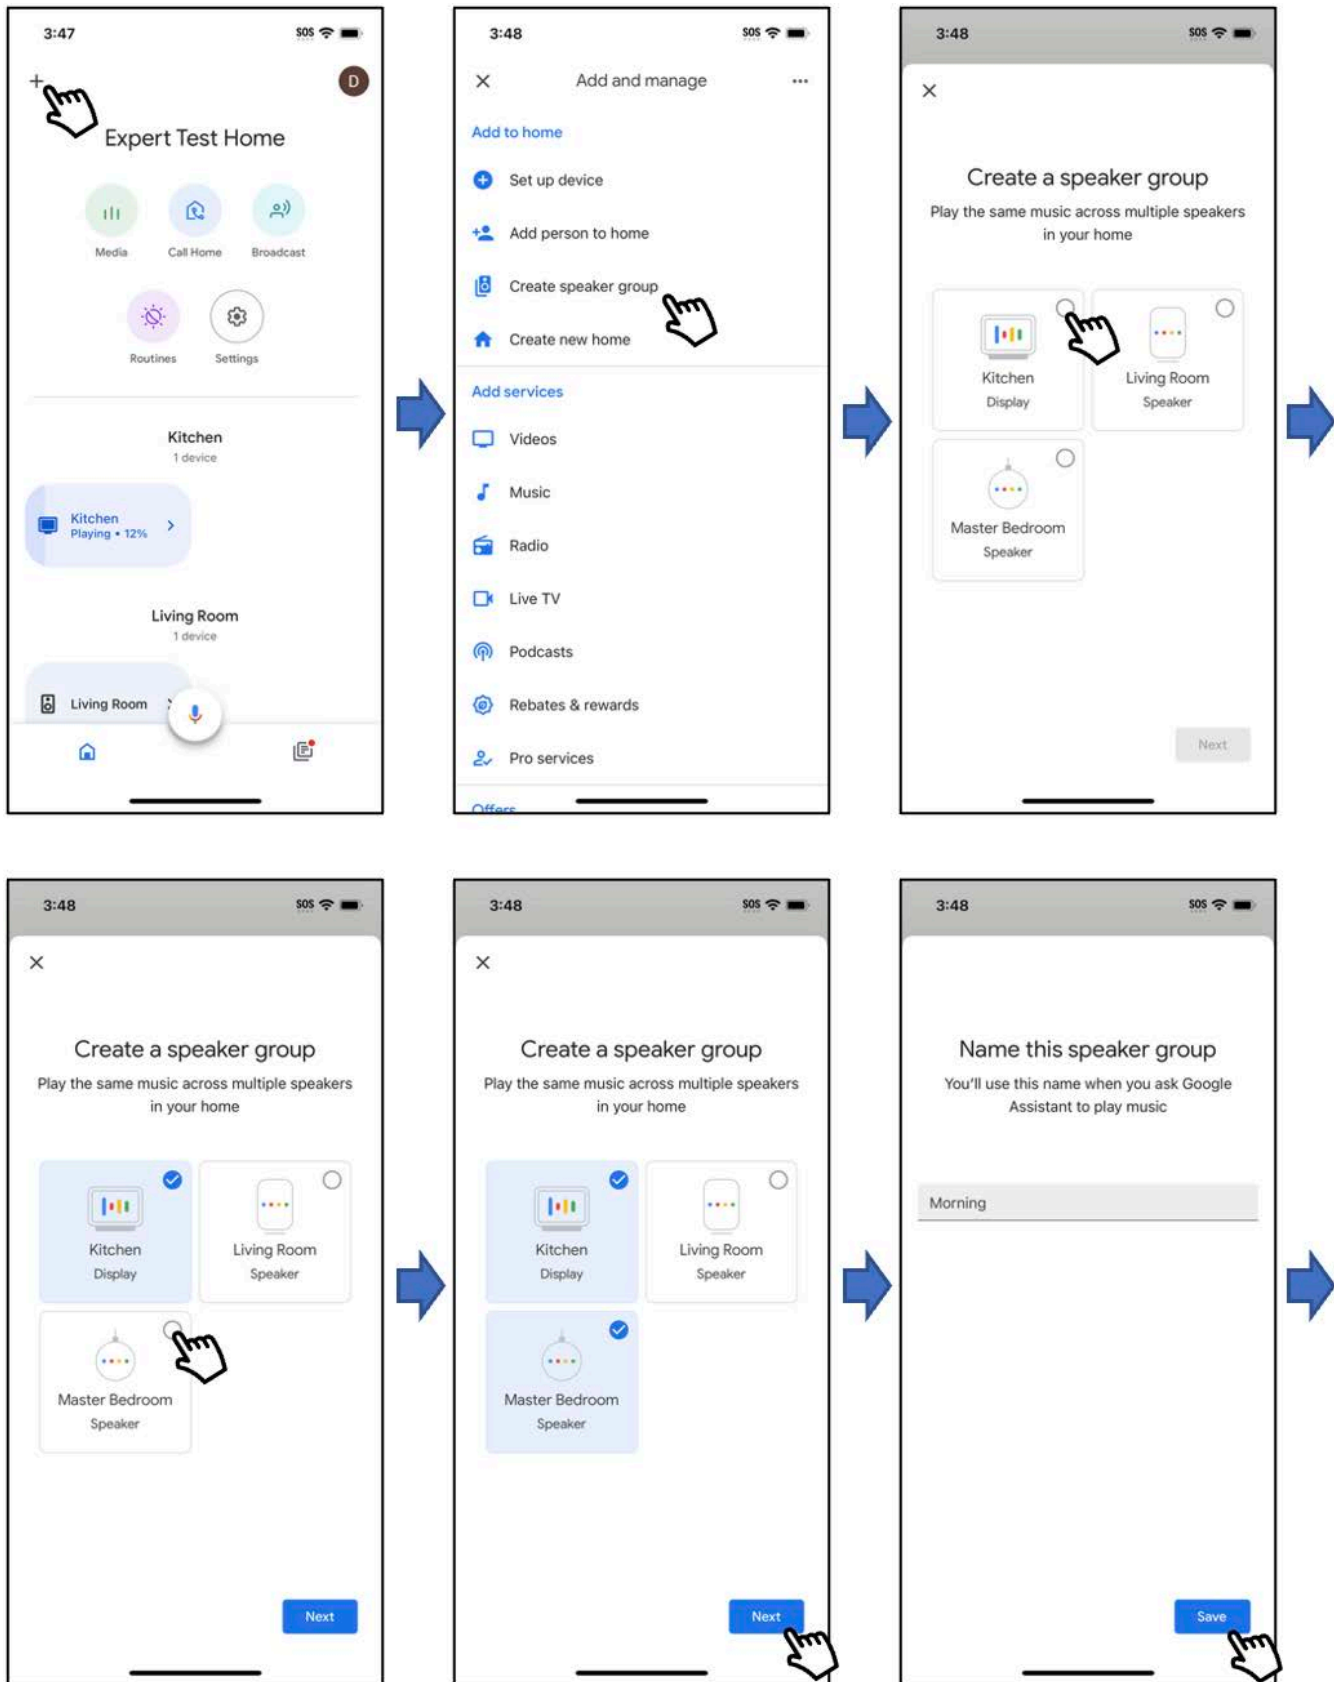 3:47
SOS
D
Expert Test Home
Media
Call Home
Broadcast
Routines
Settings
Kitchen
1 device
Kitchen
Playing • 12%
Living Room
1 device
Living Room
3:48
SOS
Add and manage
Add to home
Set up device
Add person to home
Create speaker group
Create new home
Add services
Videos
Music
Radio
Live TV
Podcasts
Rebates & rewards
Pro services
Offers
3:48
SOS
Create a speaker group
Play the same music across multiple speakers
in your home
Kitchen
Display
Living Room
Speaker
Master Bedroom
Speaker
Next
3:48
SOS
Create a speaker group
Play the same music across multiple speakers
in your home
Kitchen
Display
Living Room
Speaker
Master Bedroom
Speaker
Next
3:48
SOS
Create a speaker group
Play the same music across multiple speakers
in your home
Kitchen
Display
Living Room
Speaker
Master Bedroom
Speaker
Next
3:48
SOS
Name this speaker group
You'll use this name when you ask Google
Assistant to play music
Morning
Save